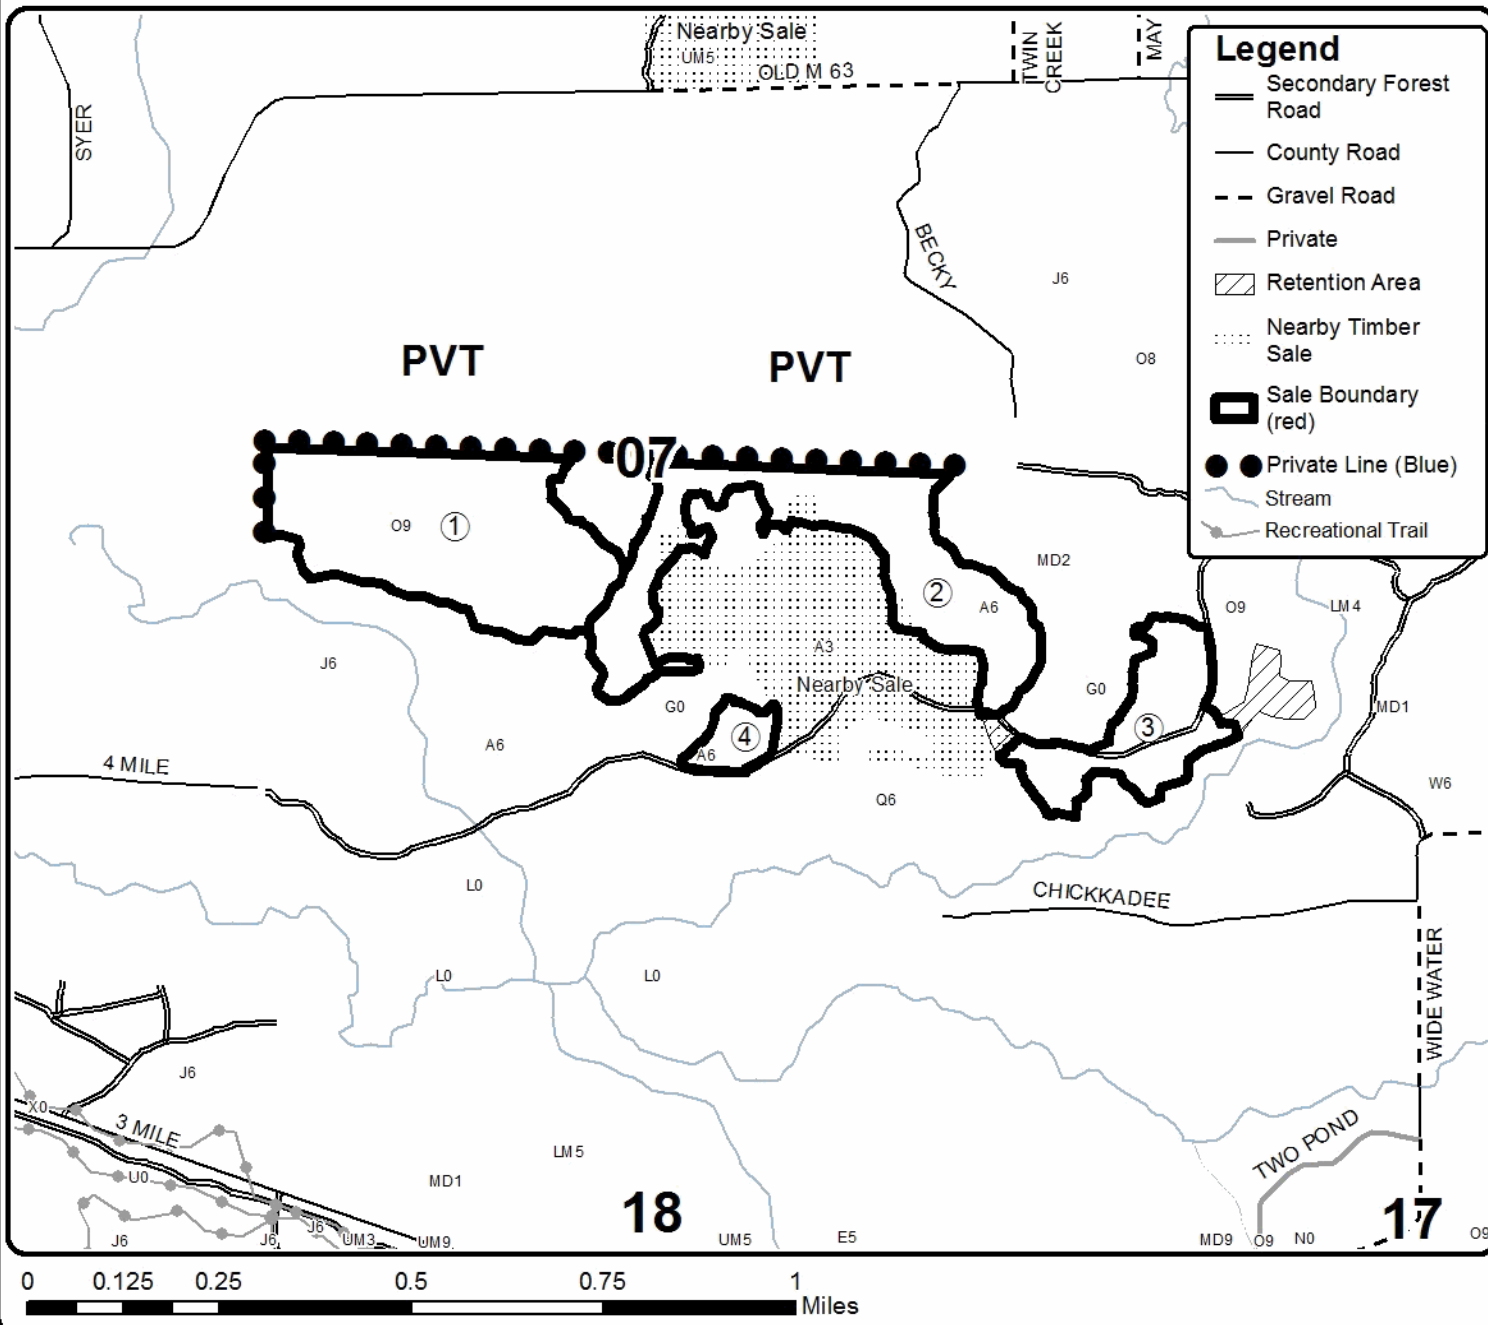 Nearby Sale
UM5
OLD M 63
TWIN
CREEK
MAY
SYER
BECKY
J6
O8
PVT
PVT
07
O9
1
MD2
2
A6
O9
LM4
J6
A3
Nearby Sale
G0
G0
MD1
3
4
A6
A6
4 MILE
Q6
W6
L0
CHICKKADEE
WIDE WATER
L0
L0
J6
X0
3 MILE
U0
LM5
MD1
TWO POND
18
17
J6
J6
J6
UM3
UM9
UM5
E5
MD9
O9
N0
O9
Legend
Secondary Forest
Road
County Road
Gravel Road
Private
Retention Area
Nearby Timber
Sale
Sale Boundary
(red)
Private Line (Blue)
Stream
Recreational Trail
0 0.125 0.25 0.5 0.75 1
Miles